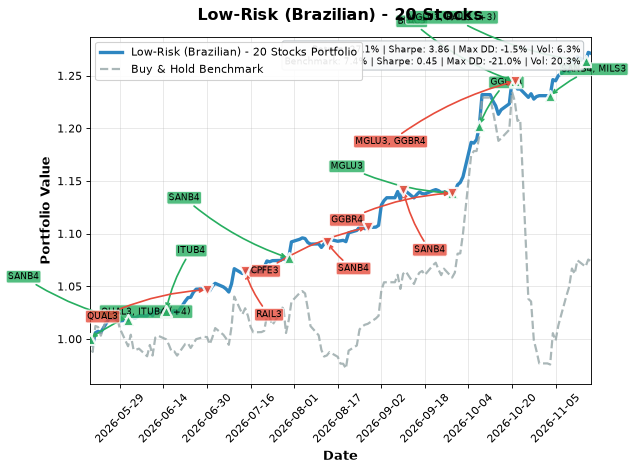 Low-Risk (Brazilian) - 20 Stocks
Low-Risk (Brazilian) - 20 Stocks Portfolio
Buy & Hold Benchmark
1% | Sharpe: 3.86 | Max DD: -1.5% | Vol: 6.3%
| Sharpe: 0.45 | Max DD: -21.0% | Vol: 20.3%
MILS3
MGLU3, GGBR4
MGLU3
SANB4
GGBR4
SANB4
ITUB4
CPFE3
SANB4
SANB4
RAIL3
QUAL3
QUAL3, ITUB4 (+4)
Portfolio Value
1.25
1.20
1.15
1.10
1.05
1.00
2026-05-29
2026-06-14
2026-06-30
2026-07-16
2026-08-01
2026-08-17
2026-09-02
2026-09-18
2026-10-04
2026-10-20
2026-11-05
Date